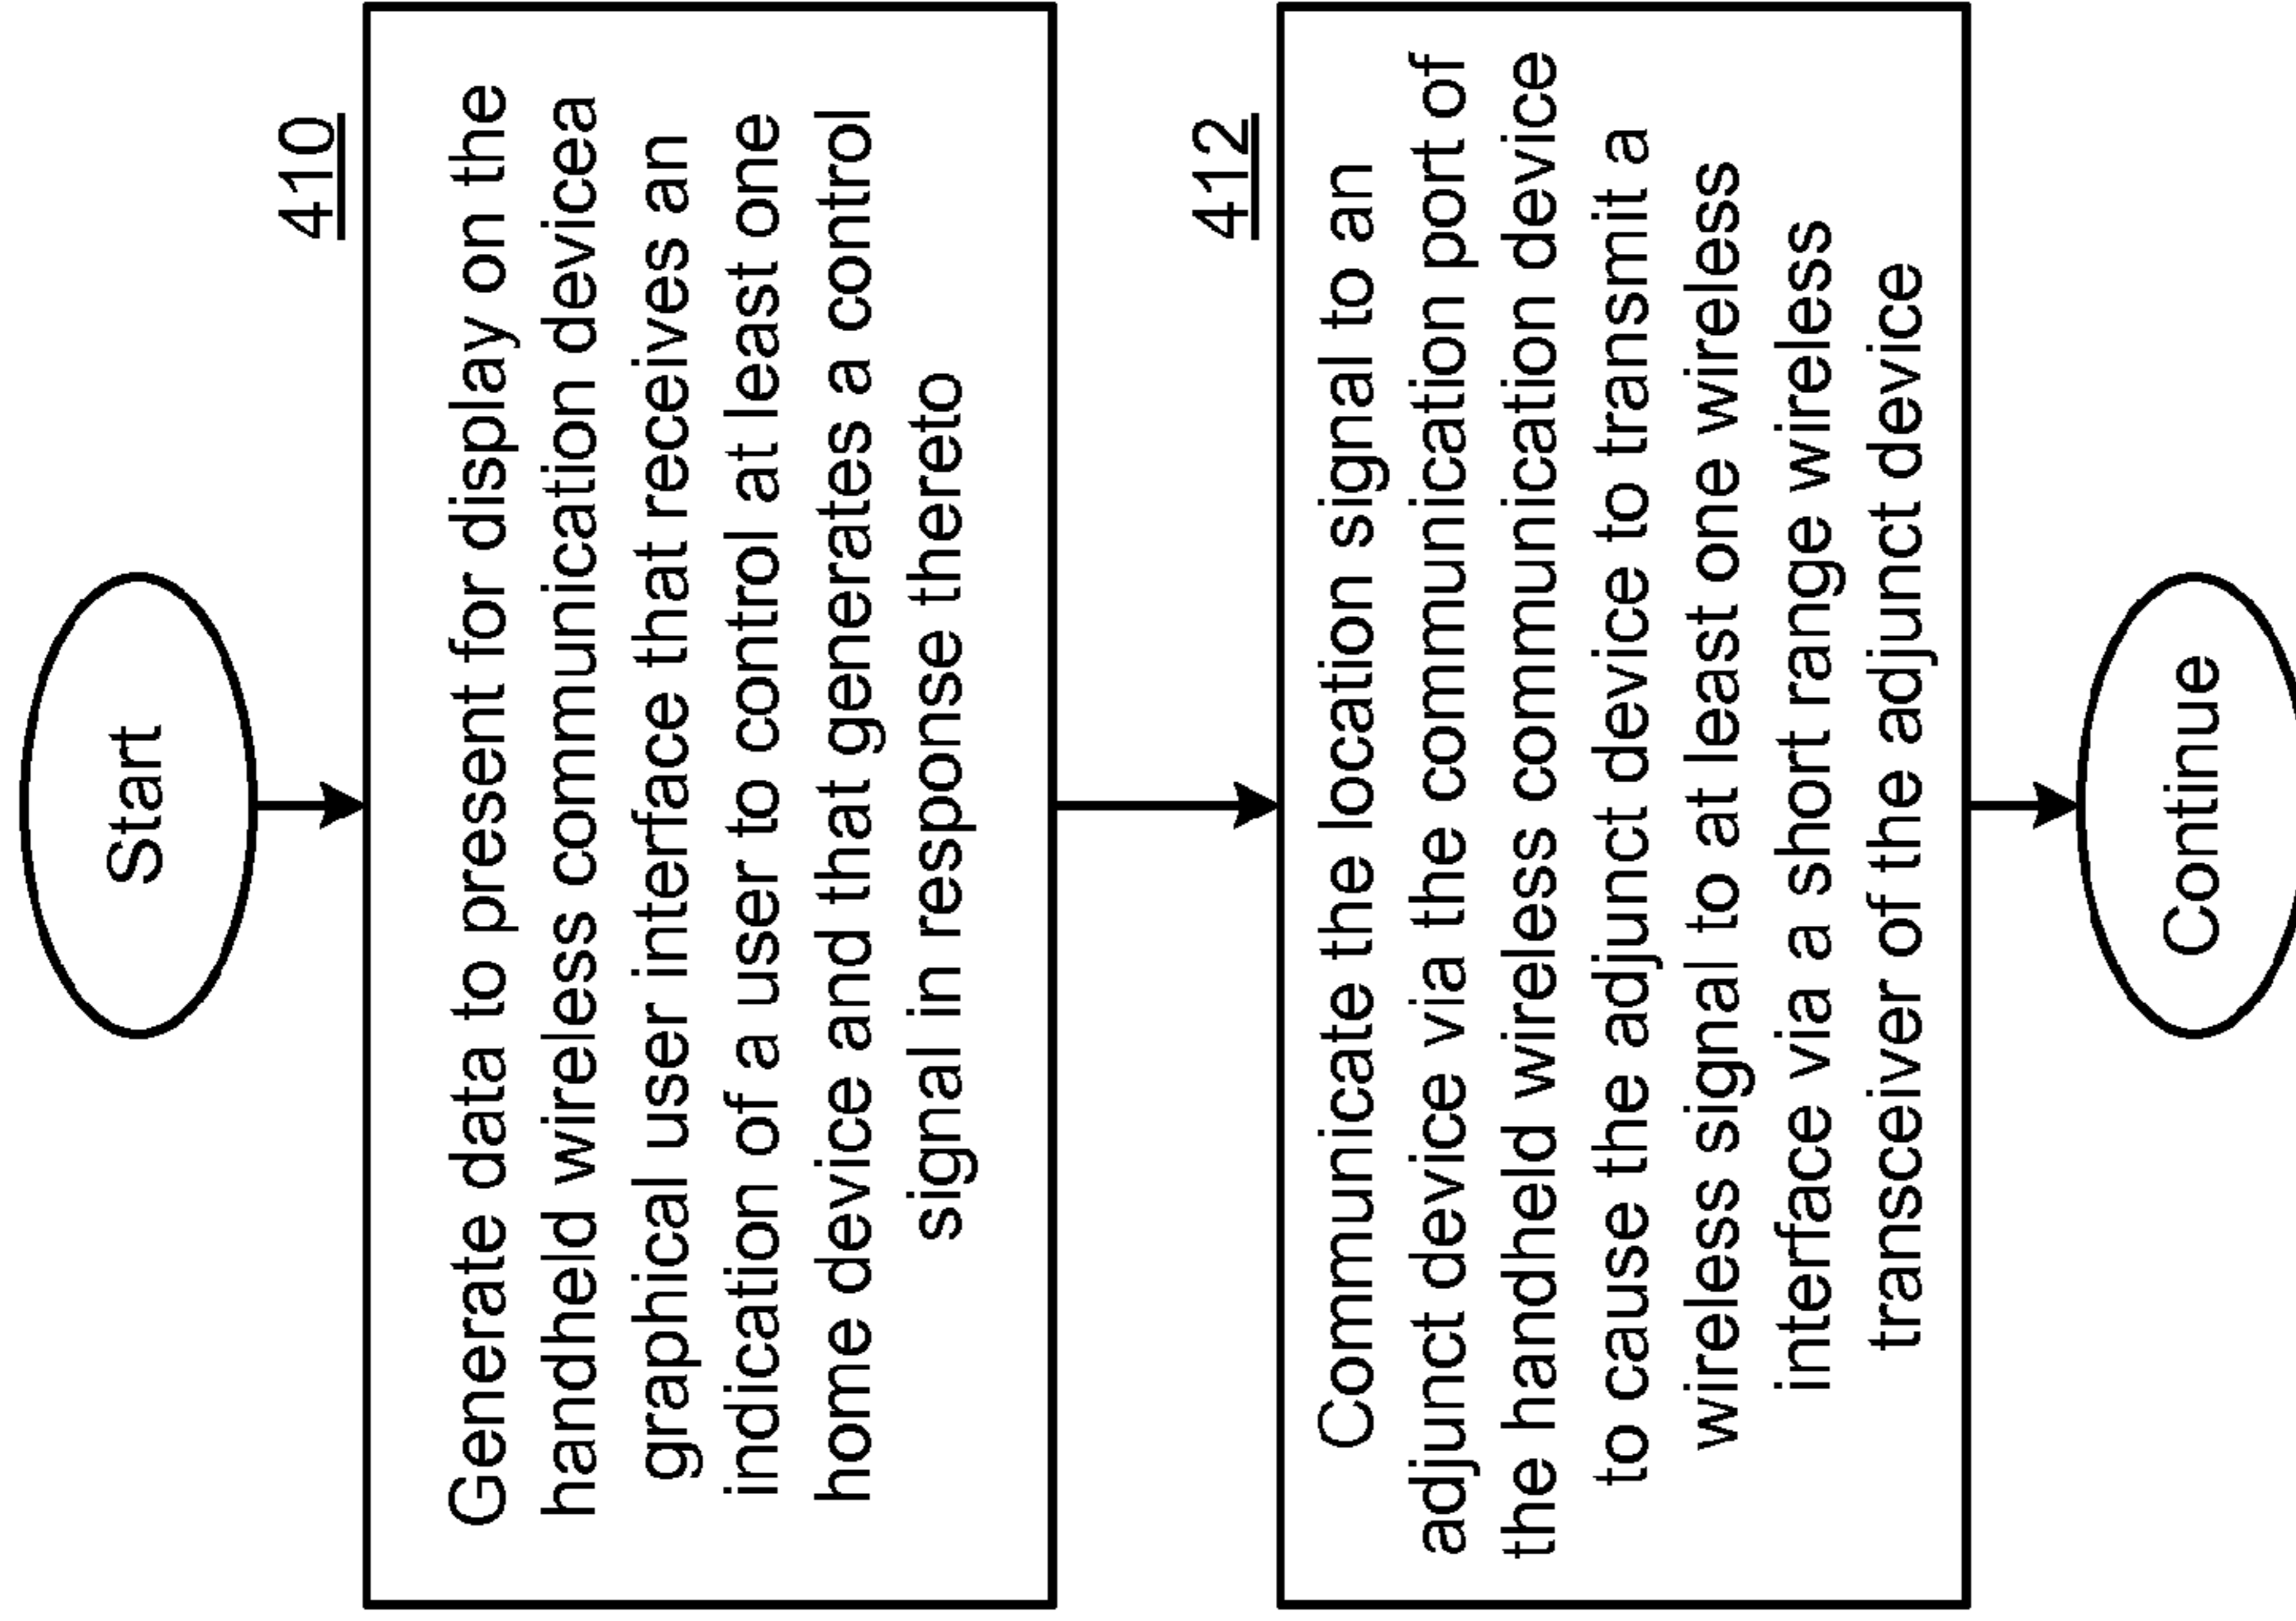 Start
410
Generate data to present for display on the
handheld wireless communication devicea
graphical user interface that receives an
indication of a user to control at least one
home device and that generates a control
signal in response thereto
412
Communicate the location signal to an
adjunct device via the communication port of
the handheld wireless communication device
to cause the adjunct device to transmit a
wireless signal to at least one wireless
interface via a short range wireless
transceiver of the adjunct device
Continue